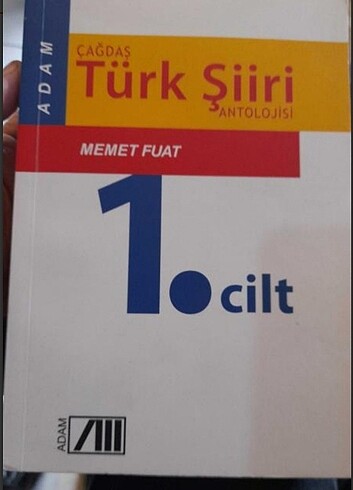 ADAM
ÇAĞDAŞ
Türk Şiiri
ANTOLOJİSİ
MEMET FUAT
1.cilt
ADAM